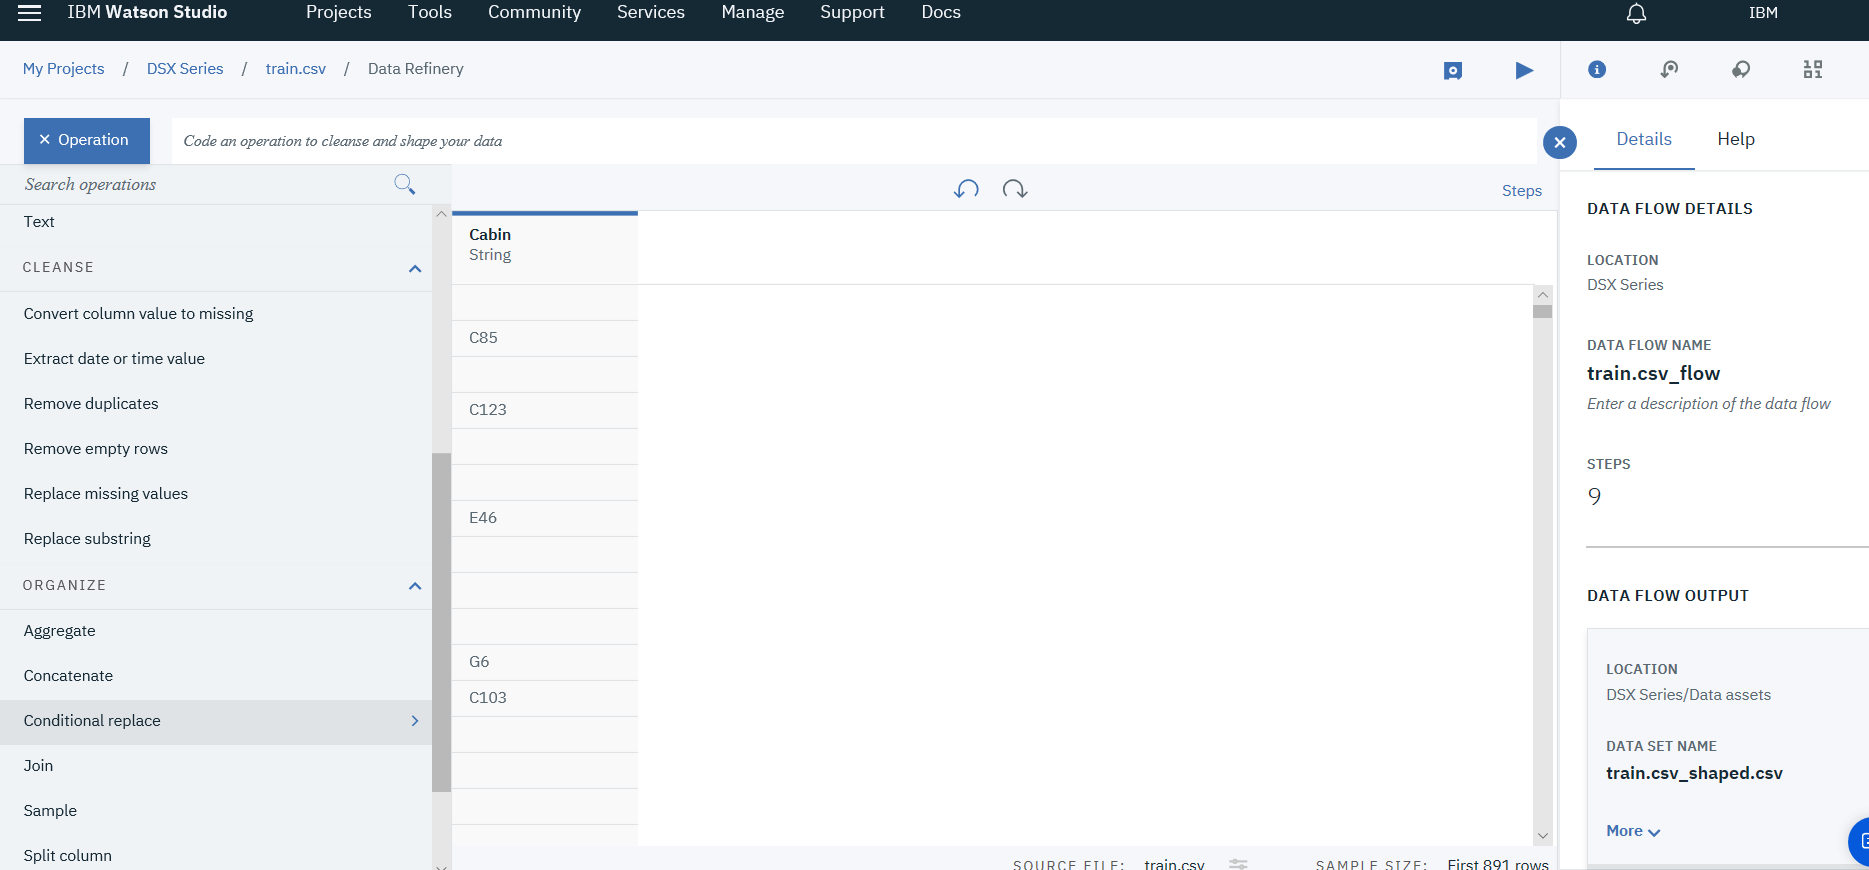 IBM Watson Studio
Projects
Tools
Community
Services
Manage
Support
Docs
IBM
My Projects / DSX Series / train.csv / Data Refinery
× Operation
Code an operation to cleanse and shape your data
Search operations
Text
CLEANSE
Convert column value to missing
Extract date or time value
Remove duplicates
Remove empty rows
Replace missing values
Replace substring
ORGANIZE
Aggregate
Concatenate
Conditional replace
Join
Sample
Split column
Steps
Cabin
String
C85
C123
E46
G6
C103
SOURCE FILE: train.csv
SAMPLE SIZE: First 891 rows
Details
Help
DATA FLOW DETAILS
LOCATION
DSX Series
DATA FLOW NAME
train.csv_flow
Enter a description of the data flow
STEPS
9
DATA FLOW OUTPUT
LOCATION
DSX Series/Data assets
DATA SET NAME
train.csv_shaped.csv
More